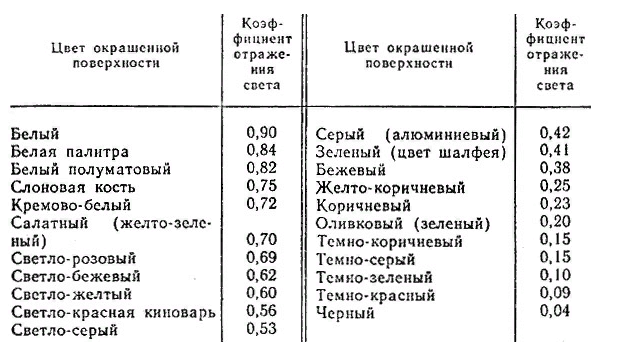 Цвет окрашенной
поверхности
Коэф-
фициент
отраже-
ния
света
Цвет окрашенной
поверхности
Коэф-
фициент
отраже-
ния
света
Белый 0,90
Белая палитра 0,84
Белый полуматовый 0,82
Слоновая кость 0,75
Кремово-белый 0,72
Салатный (желто-зеле-
ный) 0,70
Светло-розовый 0,69
Светло-бежевый 0,62
Светло-желтый 0,60
Светло-красная киноварь 0,56
Светло-серый 0,53
Серый (алюминиевый) 0,42
Зеленый (цвет шалфея) 0,41
Бежевый 0,38
Желто-коричневый 0,25
Коричневый 0,23
Оливковый (зеленый) 0,20
Темно-коричневый 0,15
Темно-серый 0,15
Темно-зеленый 0,10
Темно-красный 0,09
Черный 0,04